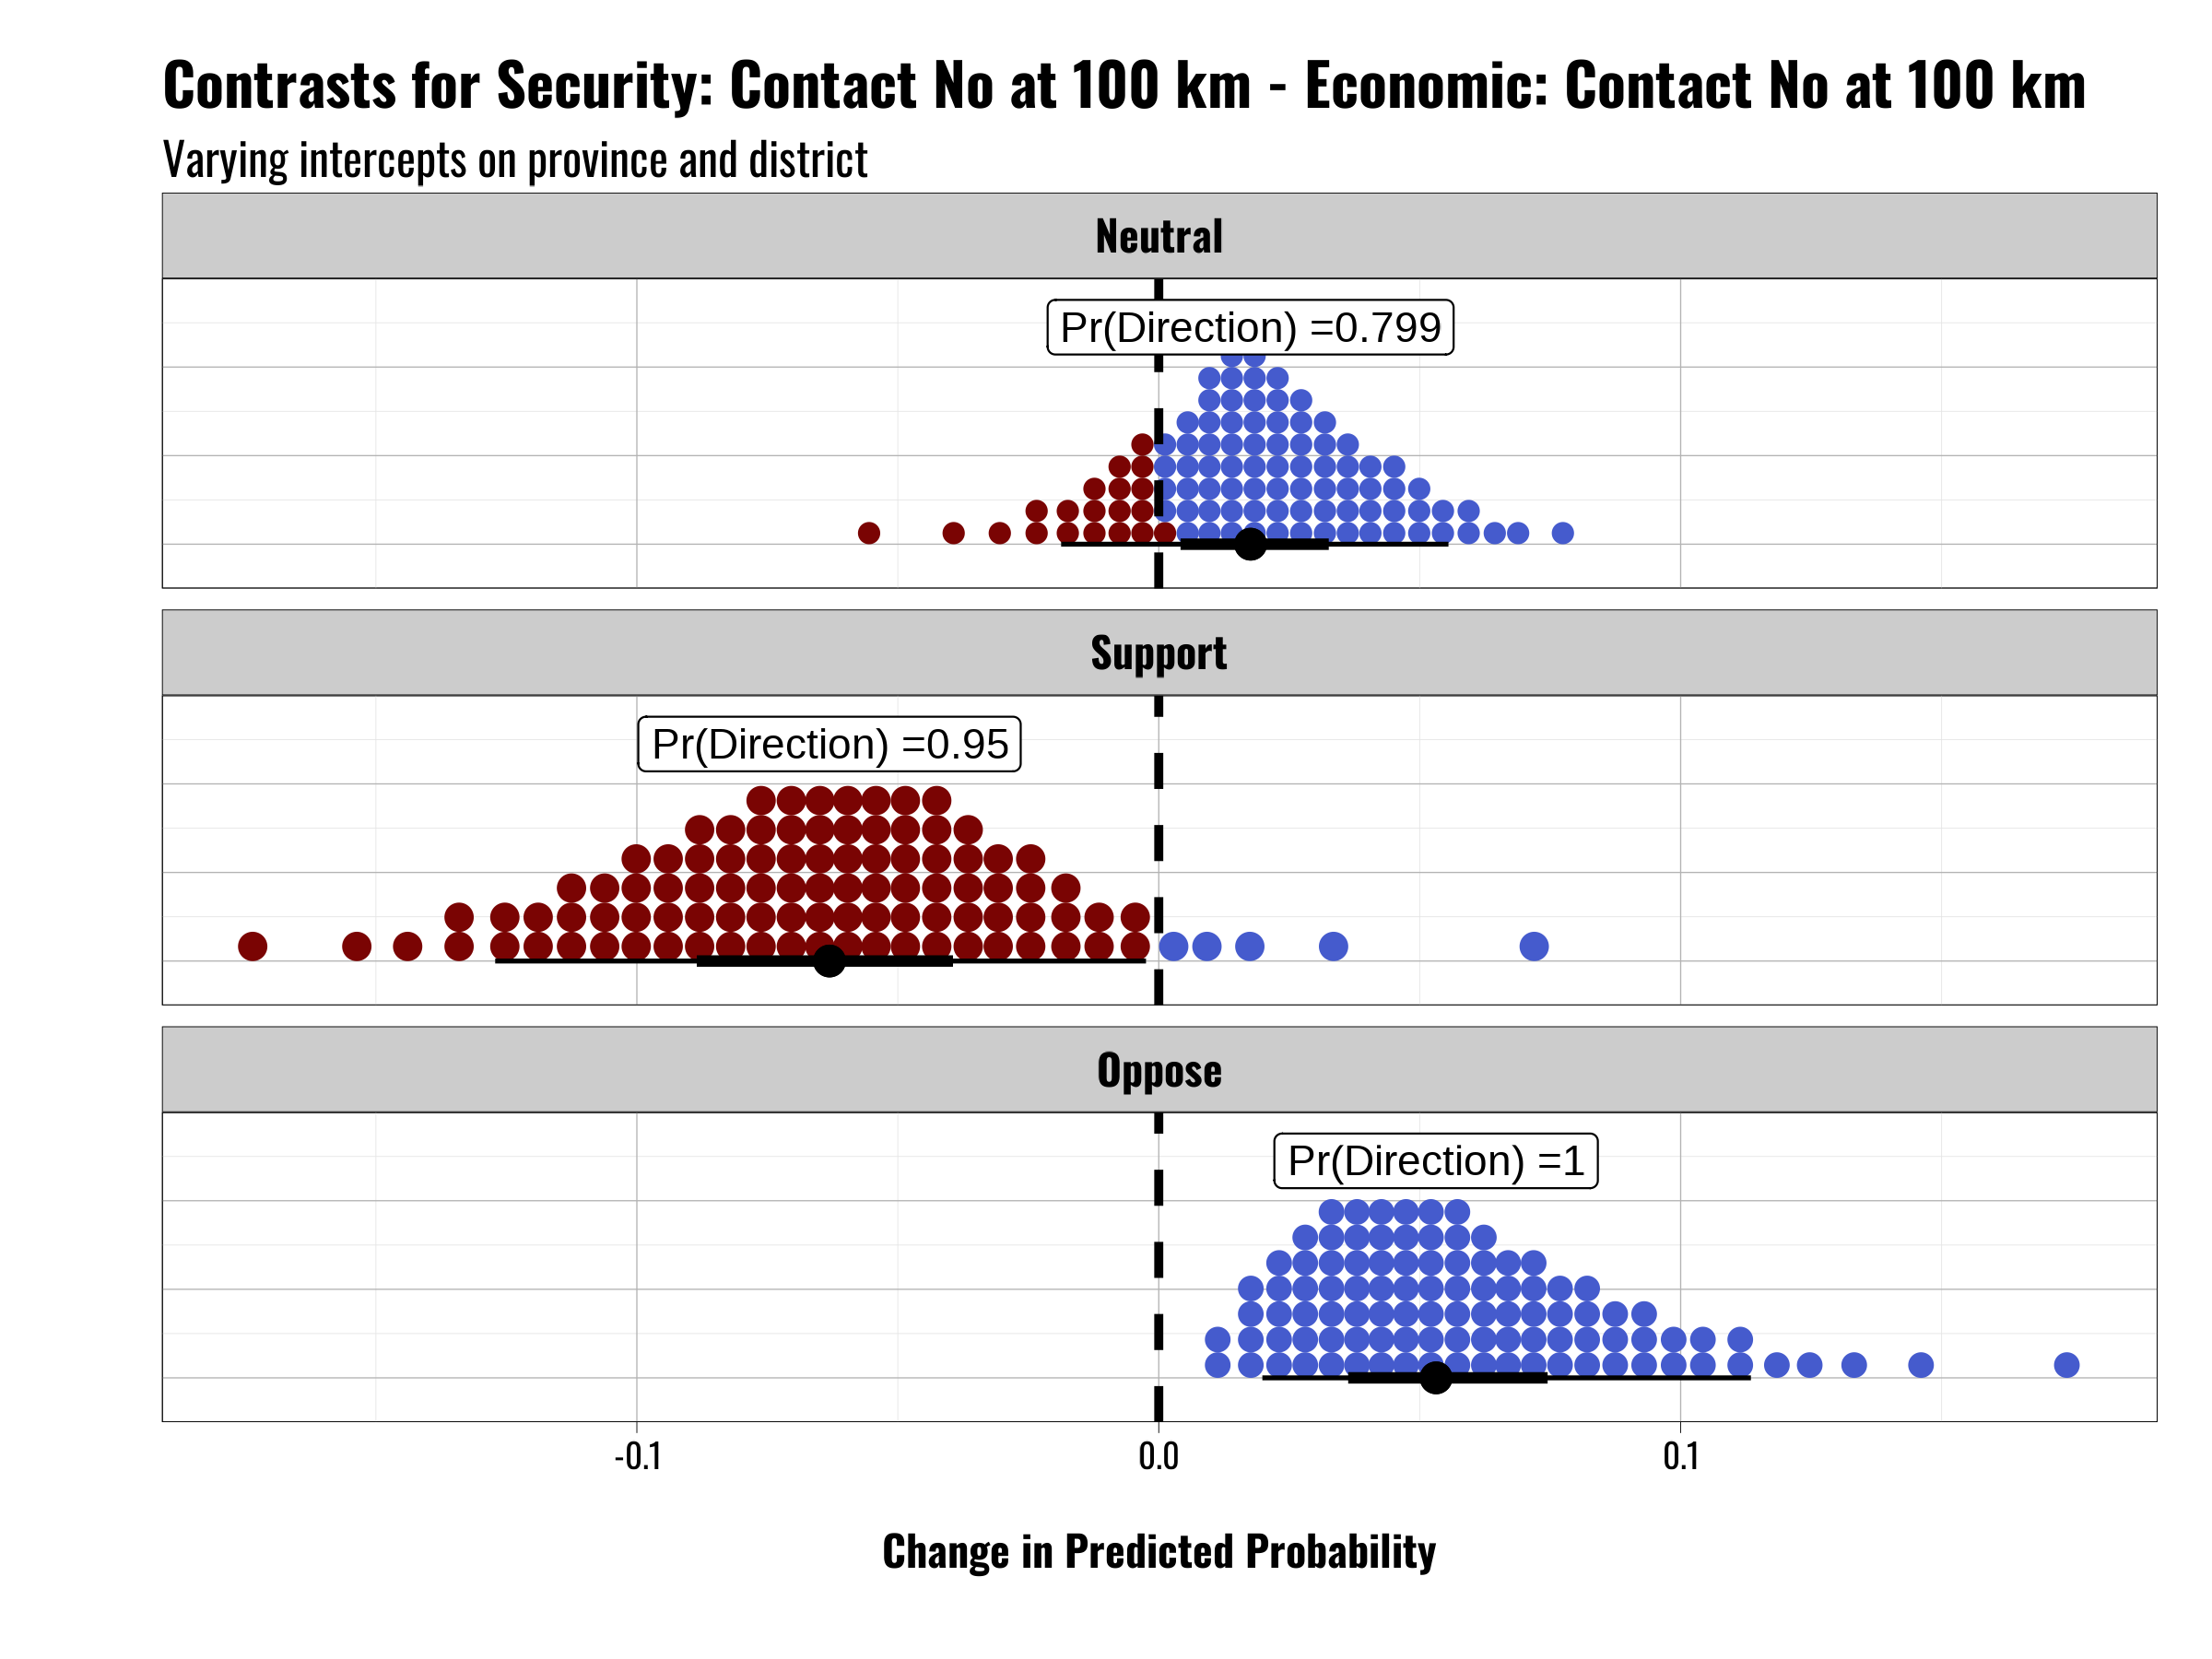 Contrasts for Security: Contact No at 100 km - Economic: Contact No at 100 km
Varying intercepts on province and district
Neutral
Pr(Direction) =0.799
Support
Pr(Direction) =0.95
Oppose
Pr(Direction) =1
-0.1 0.0 0.1
Change in Predicted Probability